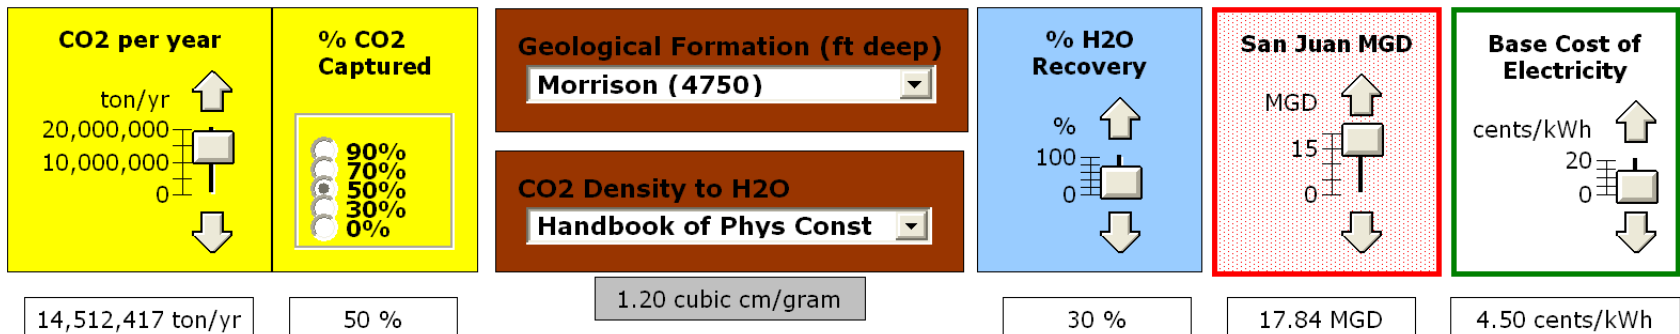 CO2 per year
ton/yr
20,000,000
10,000,000
0
14,512,417 ton/yr
% CO2
Captured
90%
70%
50%
30%
0%
50 %
Geological Formation (ft deep)
Morrison (4750)
CO2 Density to H2O
Handbook of Phys Const
1.20 cubic cm/gram
% H2O
Recovery
%
100
0
30 %
San Juan MGD
MGD
15
0
17.84 MGD
Base Cost of
Electricity
cents/kWh
20
0
4.50 cents/kWh